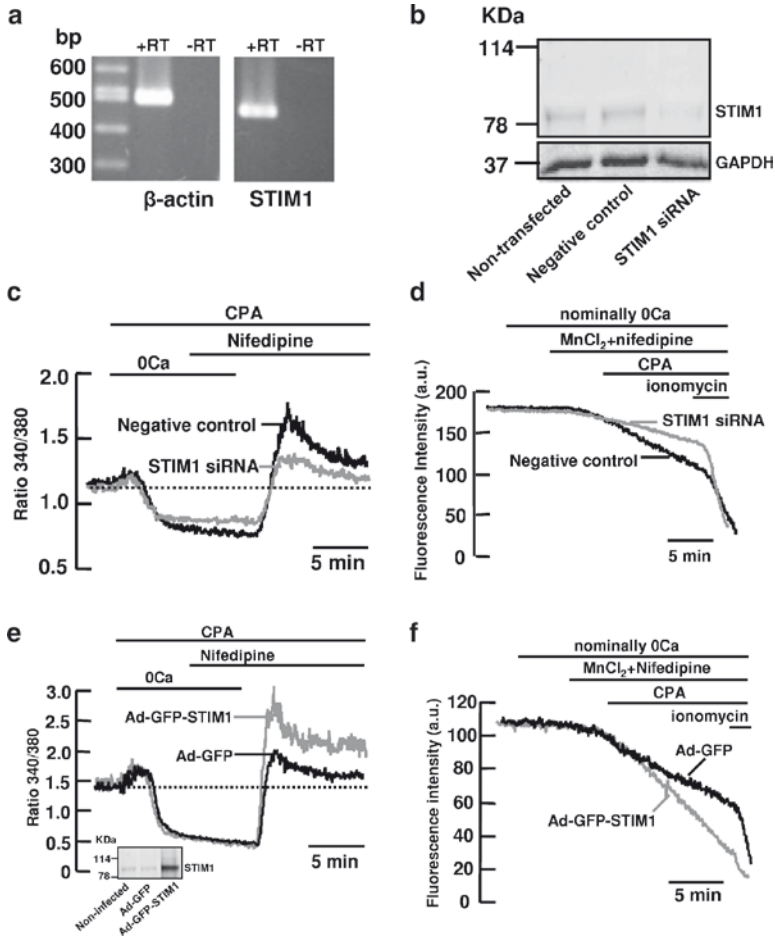 a
bp
+RT -RT +RT -RT
600
500
400
300
β-actin STIM1
b
KDa
114
78
37
STIM1
GAPDH
Non-transfected
Negative control
STIM1 siRNA
c
CPA
Nifedipine
0Ca
2.0
1.5
1.0
0.5
Ratio 340/380
Negative control
STIM1 siRNA
5 min
d
nominally 0Ca
MnCl₂+nifedipine
CPA
ionomycin
200
150
100
50
0
Fluorescence Intensity (a.u.)
STIM1 siRNA
Negative control
5 min
e
CPA
Nifedipine
0Ca
3.0
2.5
2.0
1.5
1.0
0.5
0
Ratio 340/380
Ad-GFP-STIM1
Ad-GFP
5 min
KDa
114
78
STIM1
Non-infected
Ad-GFP
Ad-GFP-STIM1
f
nominally 0Ca
MnCl₂+Nifedipine
CPA
ionomycin
120
100
80
60
40
20
0
Fluorescence intensity (a.u.)
Ad-GFP
Ad-GFP-STIM1
5 min